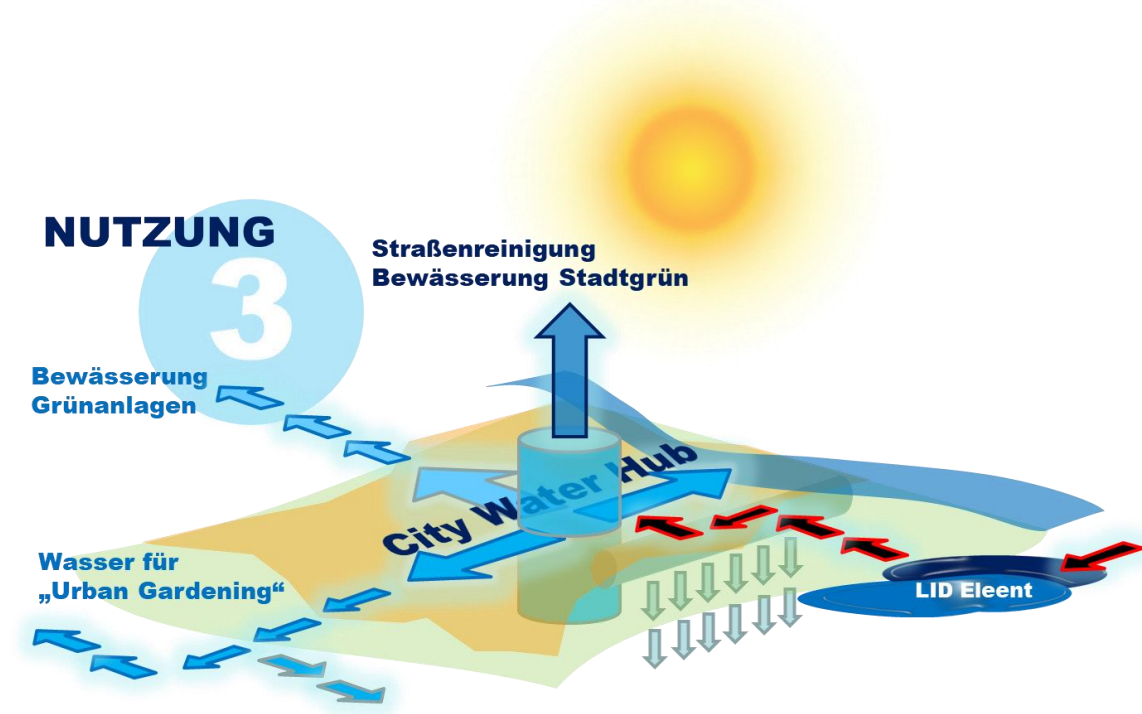 NUTZUNG
3
Straßenreinigung
Bewässerung Stadtgrün
Bewässerung
Grünanlagen
City Water Hub
Wasser für
„Urban Gardening“
LID Eleent